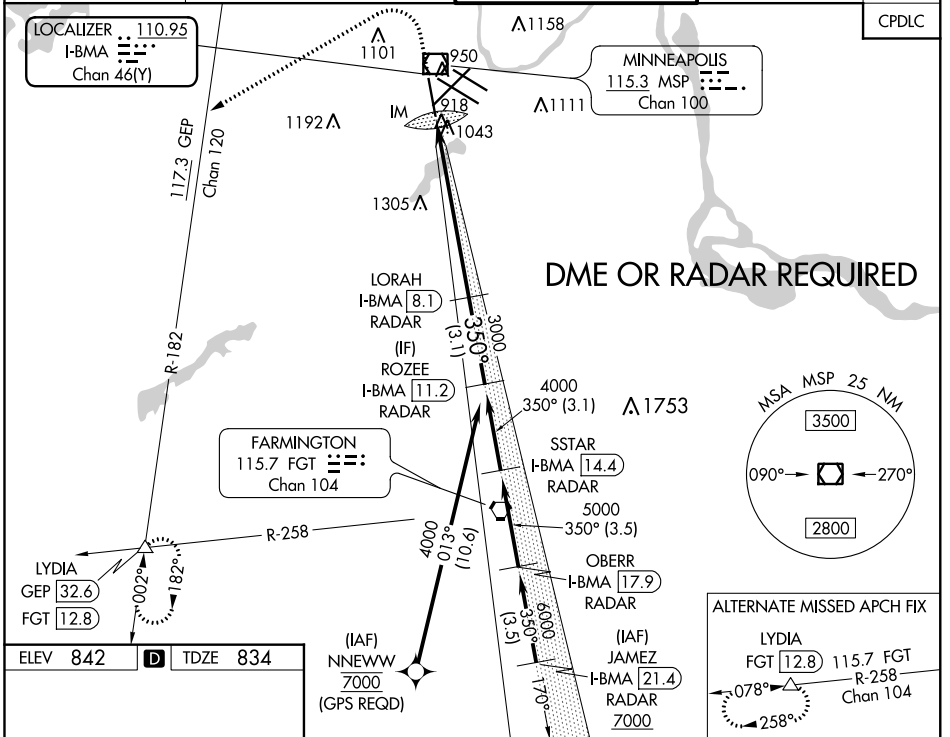 CPDLC
LOCALIZER 110.95
I-BMA
Chan 46(Y)
1101
1158
950
MINNEAPOLIS
115.3 MSP
Chan 100
1111
1192
IM
918
1043
117.3 GEP
Chan 120
1305
DME OR RADAR REQUIRED
LORAH
I-BMA 8.1
RADAR
350°
(3.1)
3000
(IF)
ROZEE
I-BMA 11.2
RADAR
4000
350° (3.1)
1753
R-182
MSA MSP 25 NM
3500
090°
270°
2800
FARMINGTON
115.7 FGT
Chan 104
SSTAR
I-BMA 14.4
RADAR
5000
350° (3.5)
R-258
4000
013°
(10.6)
LYDIA
GEP 32.6
FGT 12.8
002°
182°
OBERR
I-BMA 17.9
RADAR
6000
350°
(3.5)
(IAF)
NNEWW
7000
(GPS REQD)
(IAF)
JAMEZ
I-BMA 21.4
RADAR
7000
170°
ALTERNATE MISSED APCH FIX
LYDIA
FGT 12.8 115.7 FGT
R-258
Chan 104
078°
258°
ELEV 842 D TDZE 834